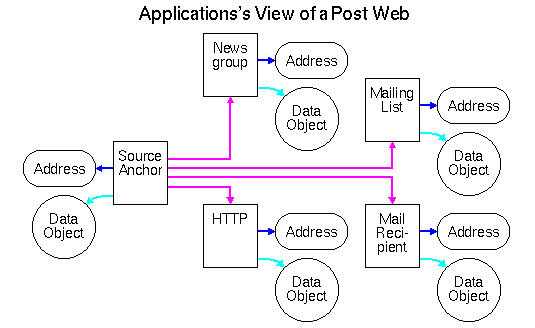 Applications's View of a Post Web
News
group
Address
Data
Object
Mailing
List
Address
Data
Object
Source
Anchor
Address
Data
Object
HTTP
Address
Data
Object
Mail
Reci-
pient
Address
Data
Object